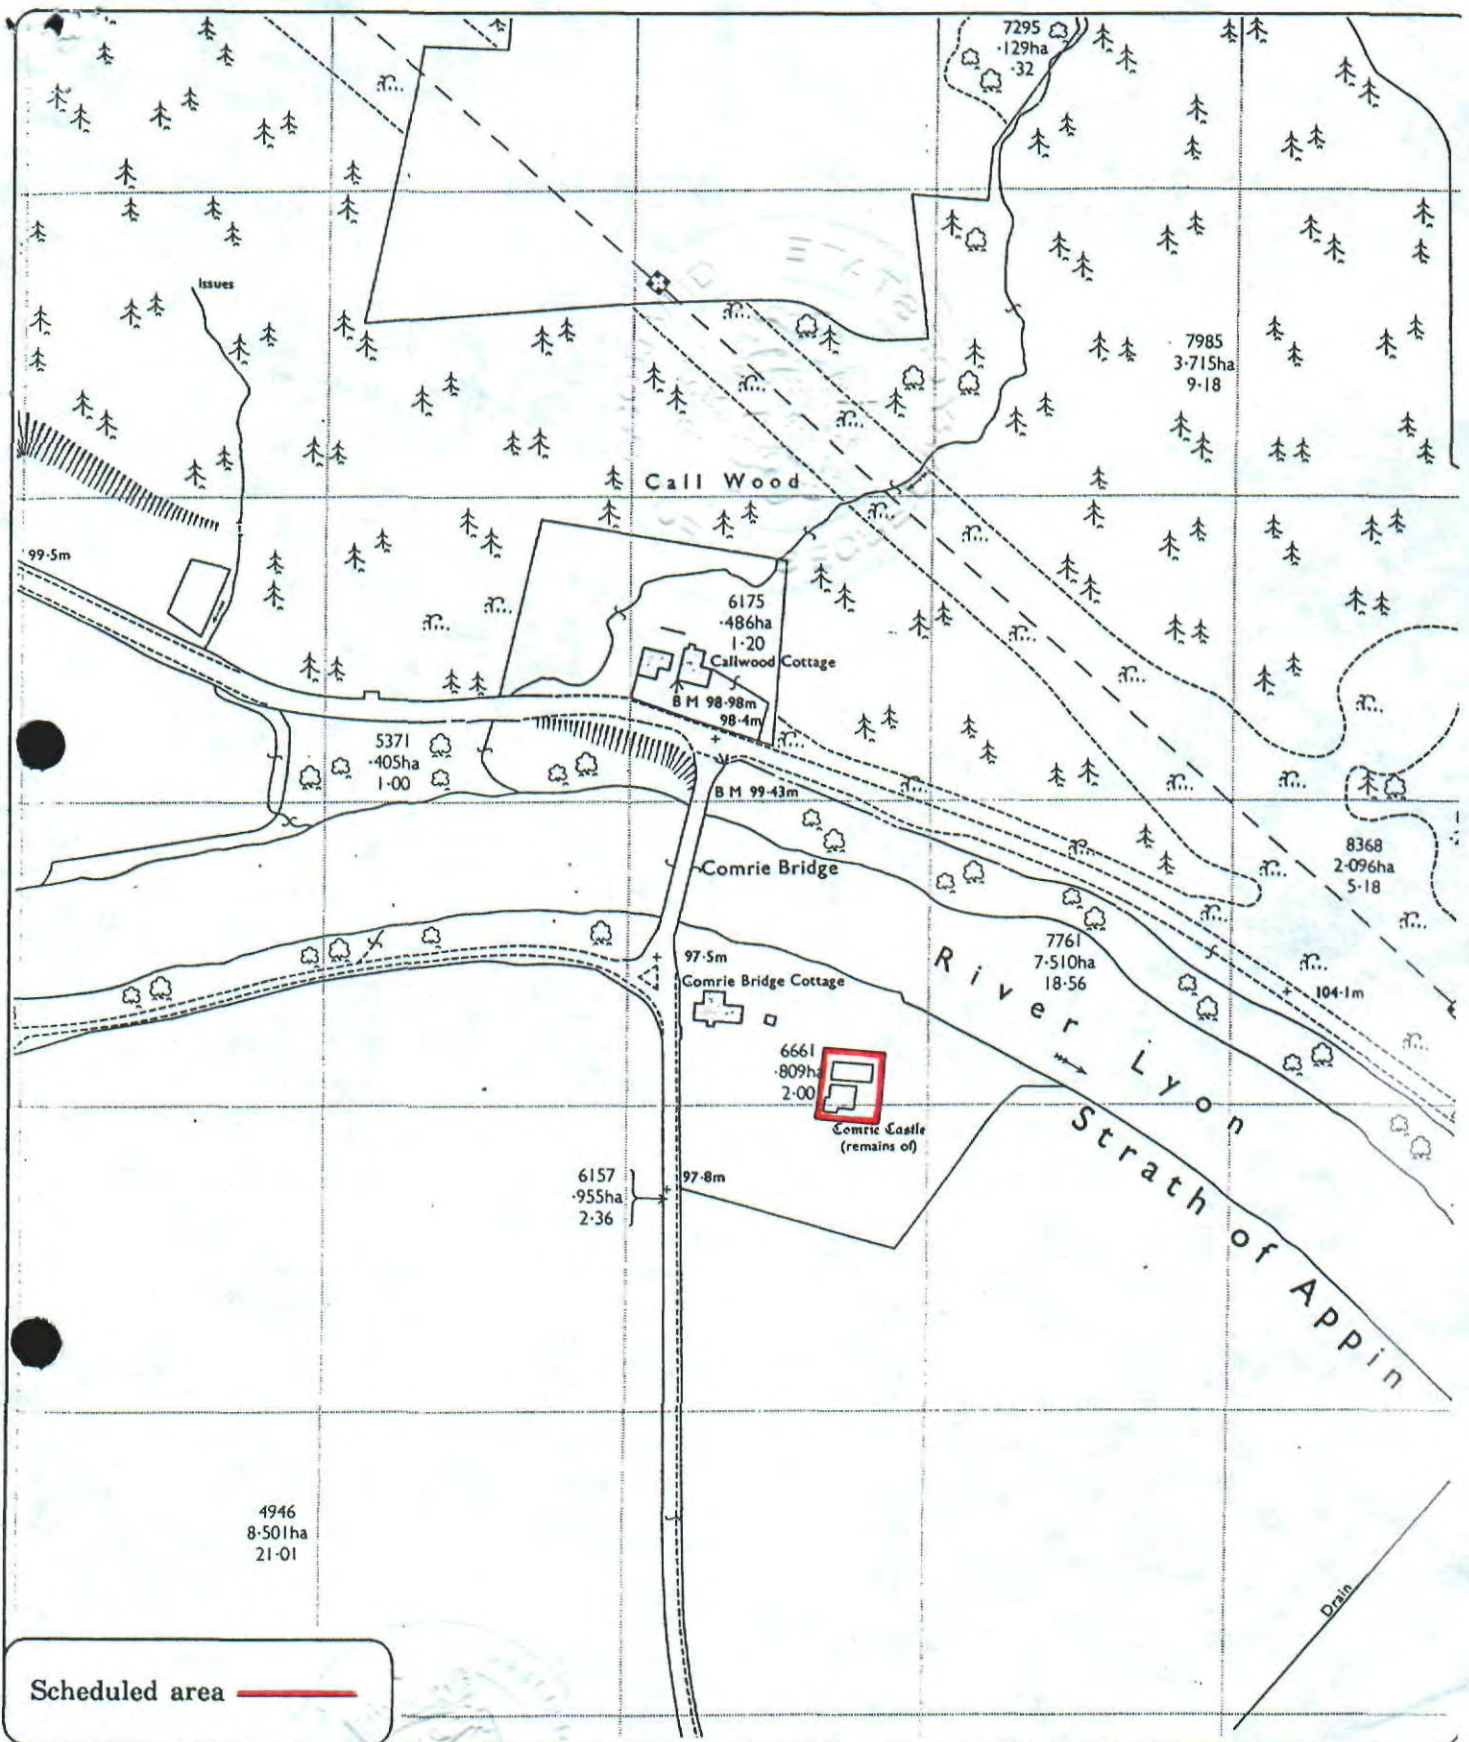 7295
·129ha
·32
Issues
7985
3·715ha
9·18
Call Wood
99·5m
6175
·486ha
1·20
Callwood Cottage
B M 98·98m
98·4m
5371
·405ha
1·00
B M 99·43m
Comrie Bridge
8368
2·096ha
5·18
7761
7·510ha
18·56
97·5m
River Lyon
104·1m
Comrie Bridge Cottage
6661
·809ha
2·00
Comrie Castle
(remains of)
Strath of Appin
6157
·955ha
2·36
97·8m
4946
8·501ha
21·01
Drain
Scheduled area